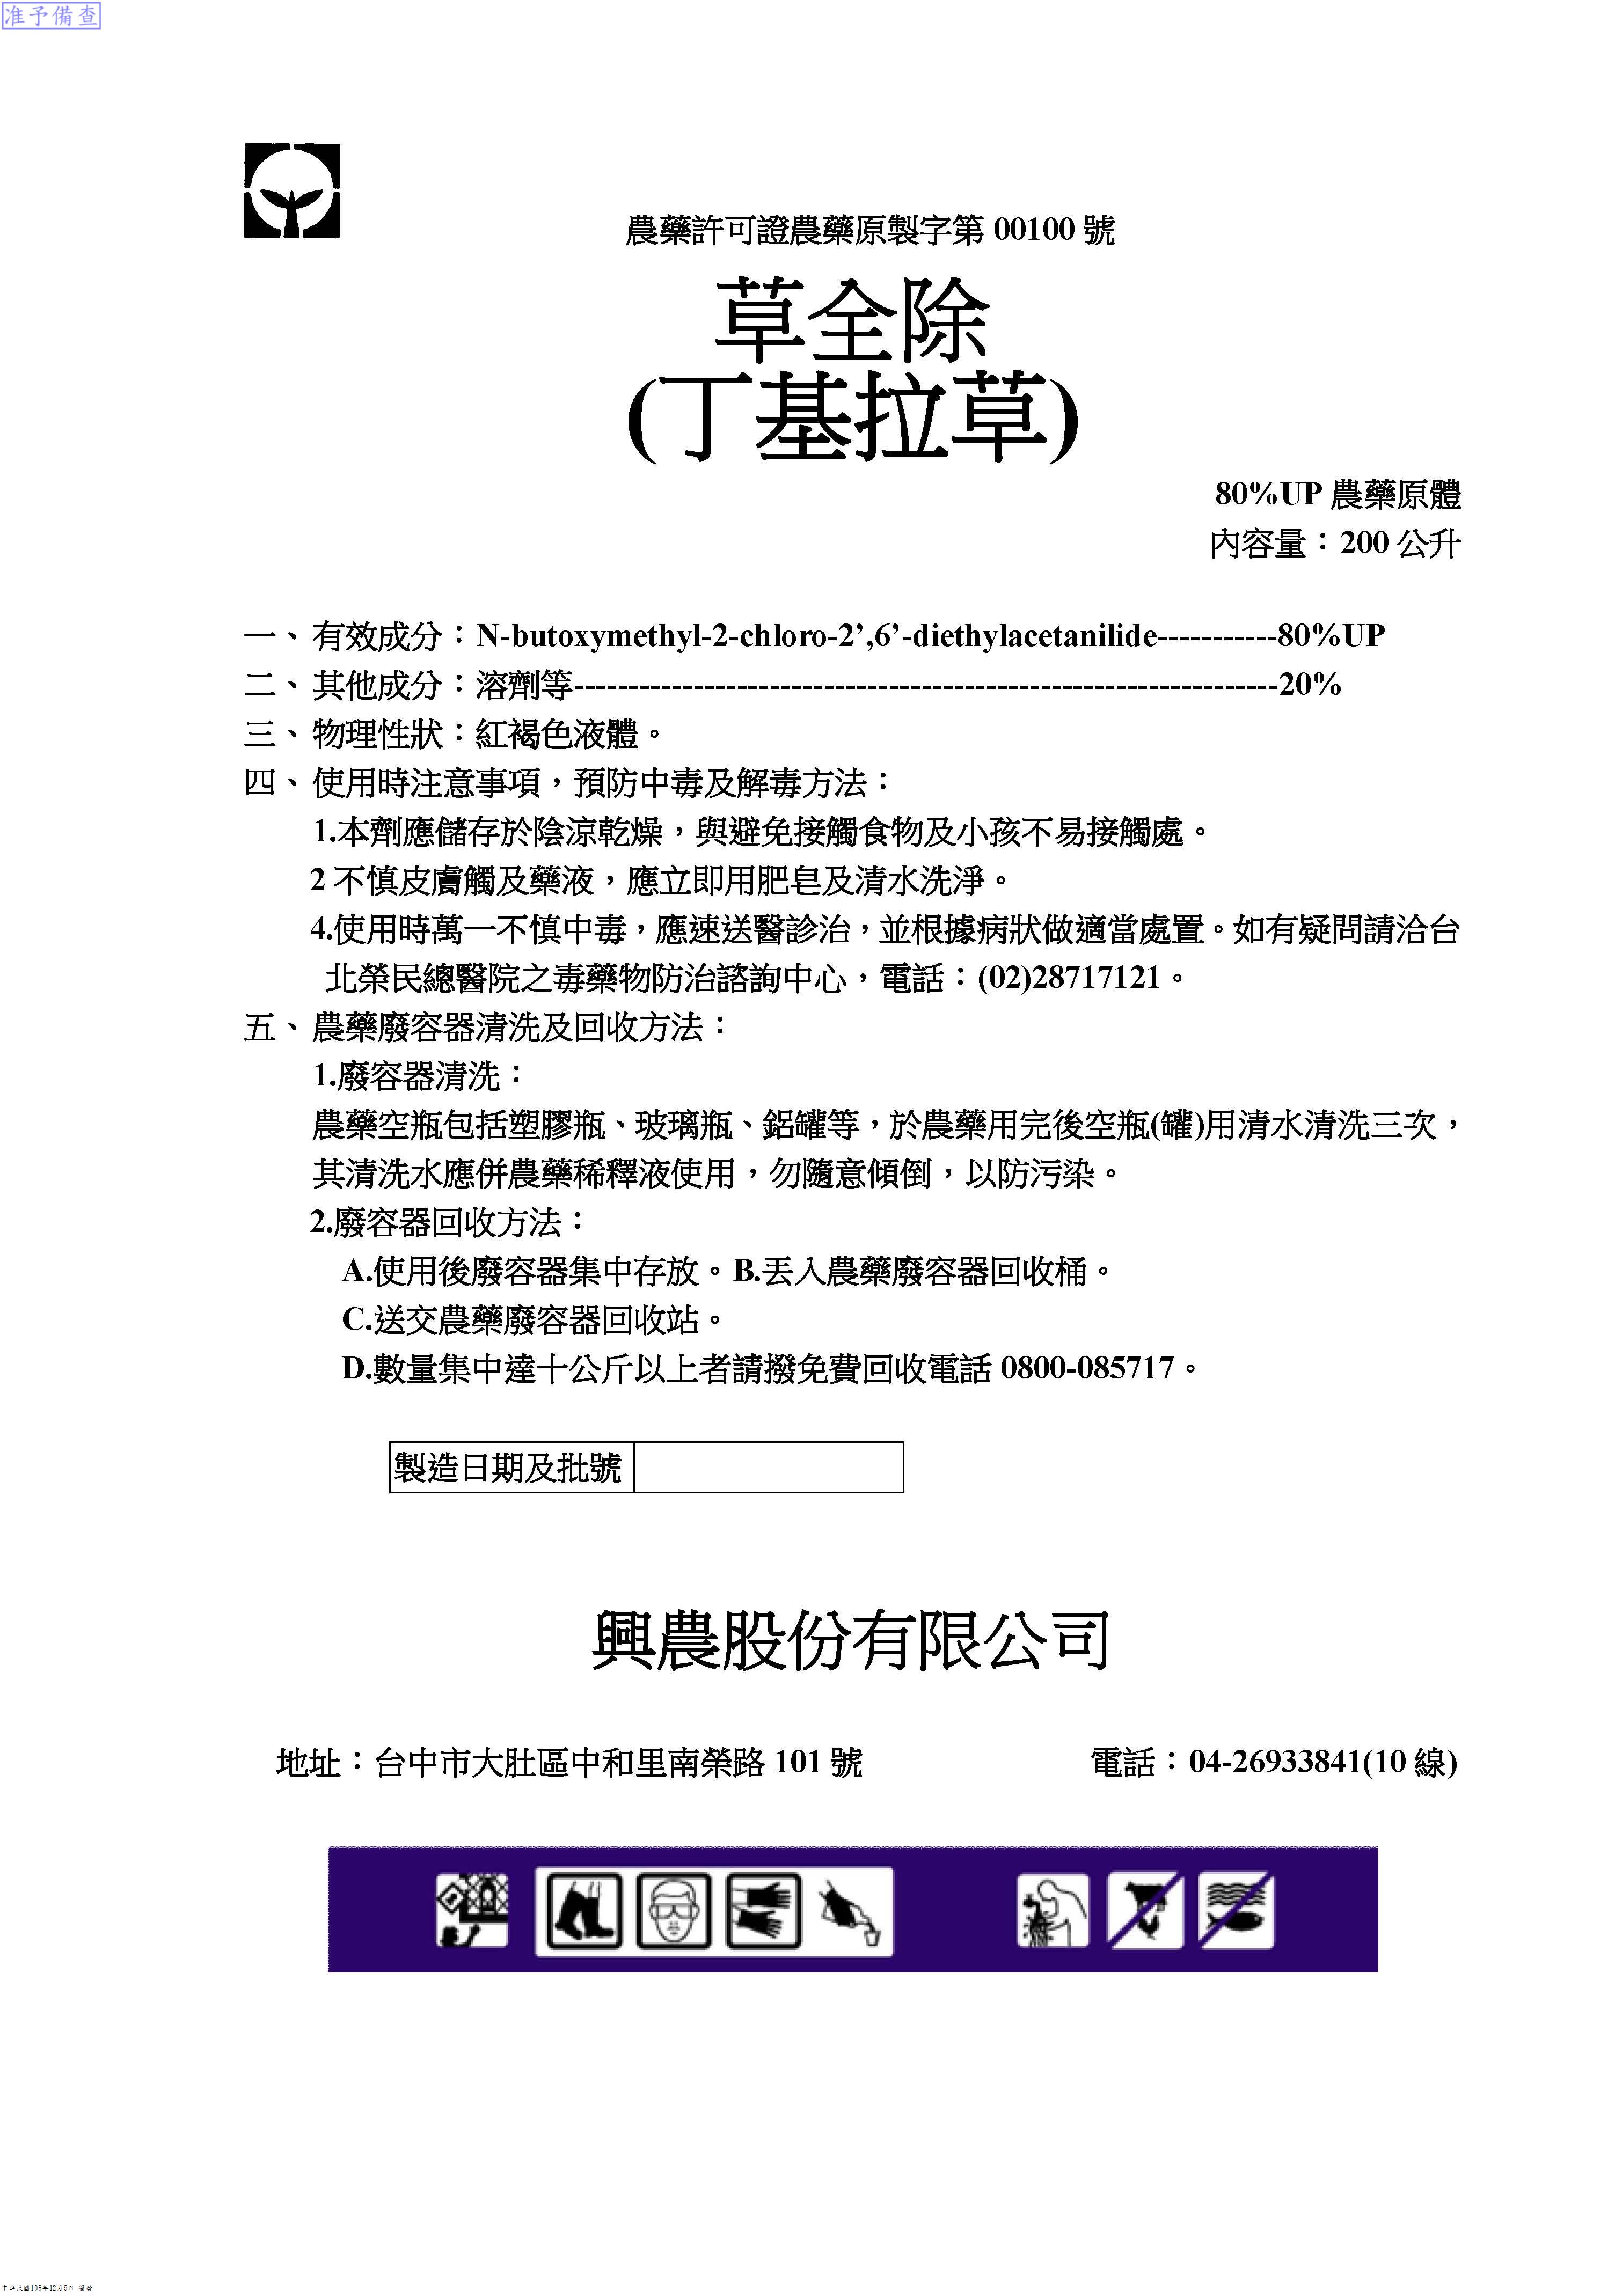 准予備查
農藥許可證農藥原製字第 00100 號
草全除
(丁基拉草)
80%UP 農藥原體
內容量：200 公升
一、有效成分：N-butoxymethyl-2-chloro-2’,6’-diethylacetanilide-----------80%UP
二、其他成分：溶劑等-----------------------------------------------------------------20%
三、物理性狀：紅褐色液體。
四、使用時注意事項，預防中毒及解毒方法：
1.本劑應儲存於陰涼乾燥，與避免接觸食物及小孩不易接觸處。
2 不慎皮膚觸及藥液，應立即用肥皂及清水洗淨。
4.使用時萬一不慎中毒，應速送醫診治，並根據病狀做適當處置。如有疑問請洽台
北榮民總醫院之毒藥物防治諮詢中心，電話：(02)28717121。
五、農藥廢容器清洗及回收方法：
1.廢容器清洗：
農藥空瓶包括塑膠瓶、玻璃瓶、鋁罐等，於農藥用完後空瓶(罐)用清水清洗三次，
其清洗水應併農藥稀釋液使用，勿隨意傾倒，以防污染。
2.廢容器回收方法：
A.使用後廢容器集中存放。B.丟入農藥廢容器回收桶。
C.送交農藥廢容器回收站。
D.數量集中達十公斤以上者請撥免費回收電話 0800-085717。
製造日期及批號
興農股份有限公司
地址：台中市大肚區中和里南榮路 101 號 電話：04-26933841(10 線)
中華民國106年12月5日 簽發